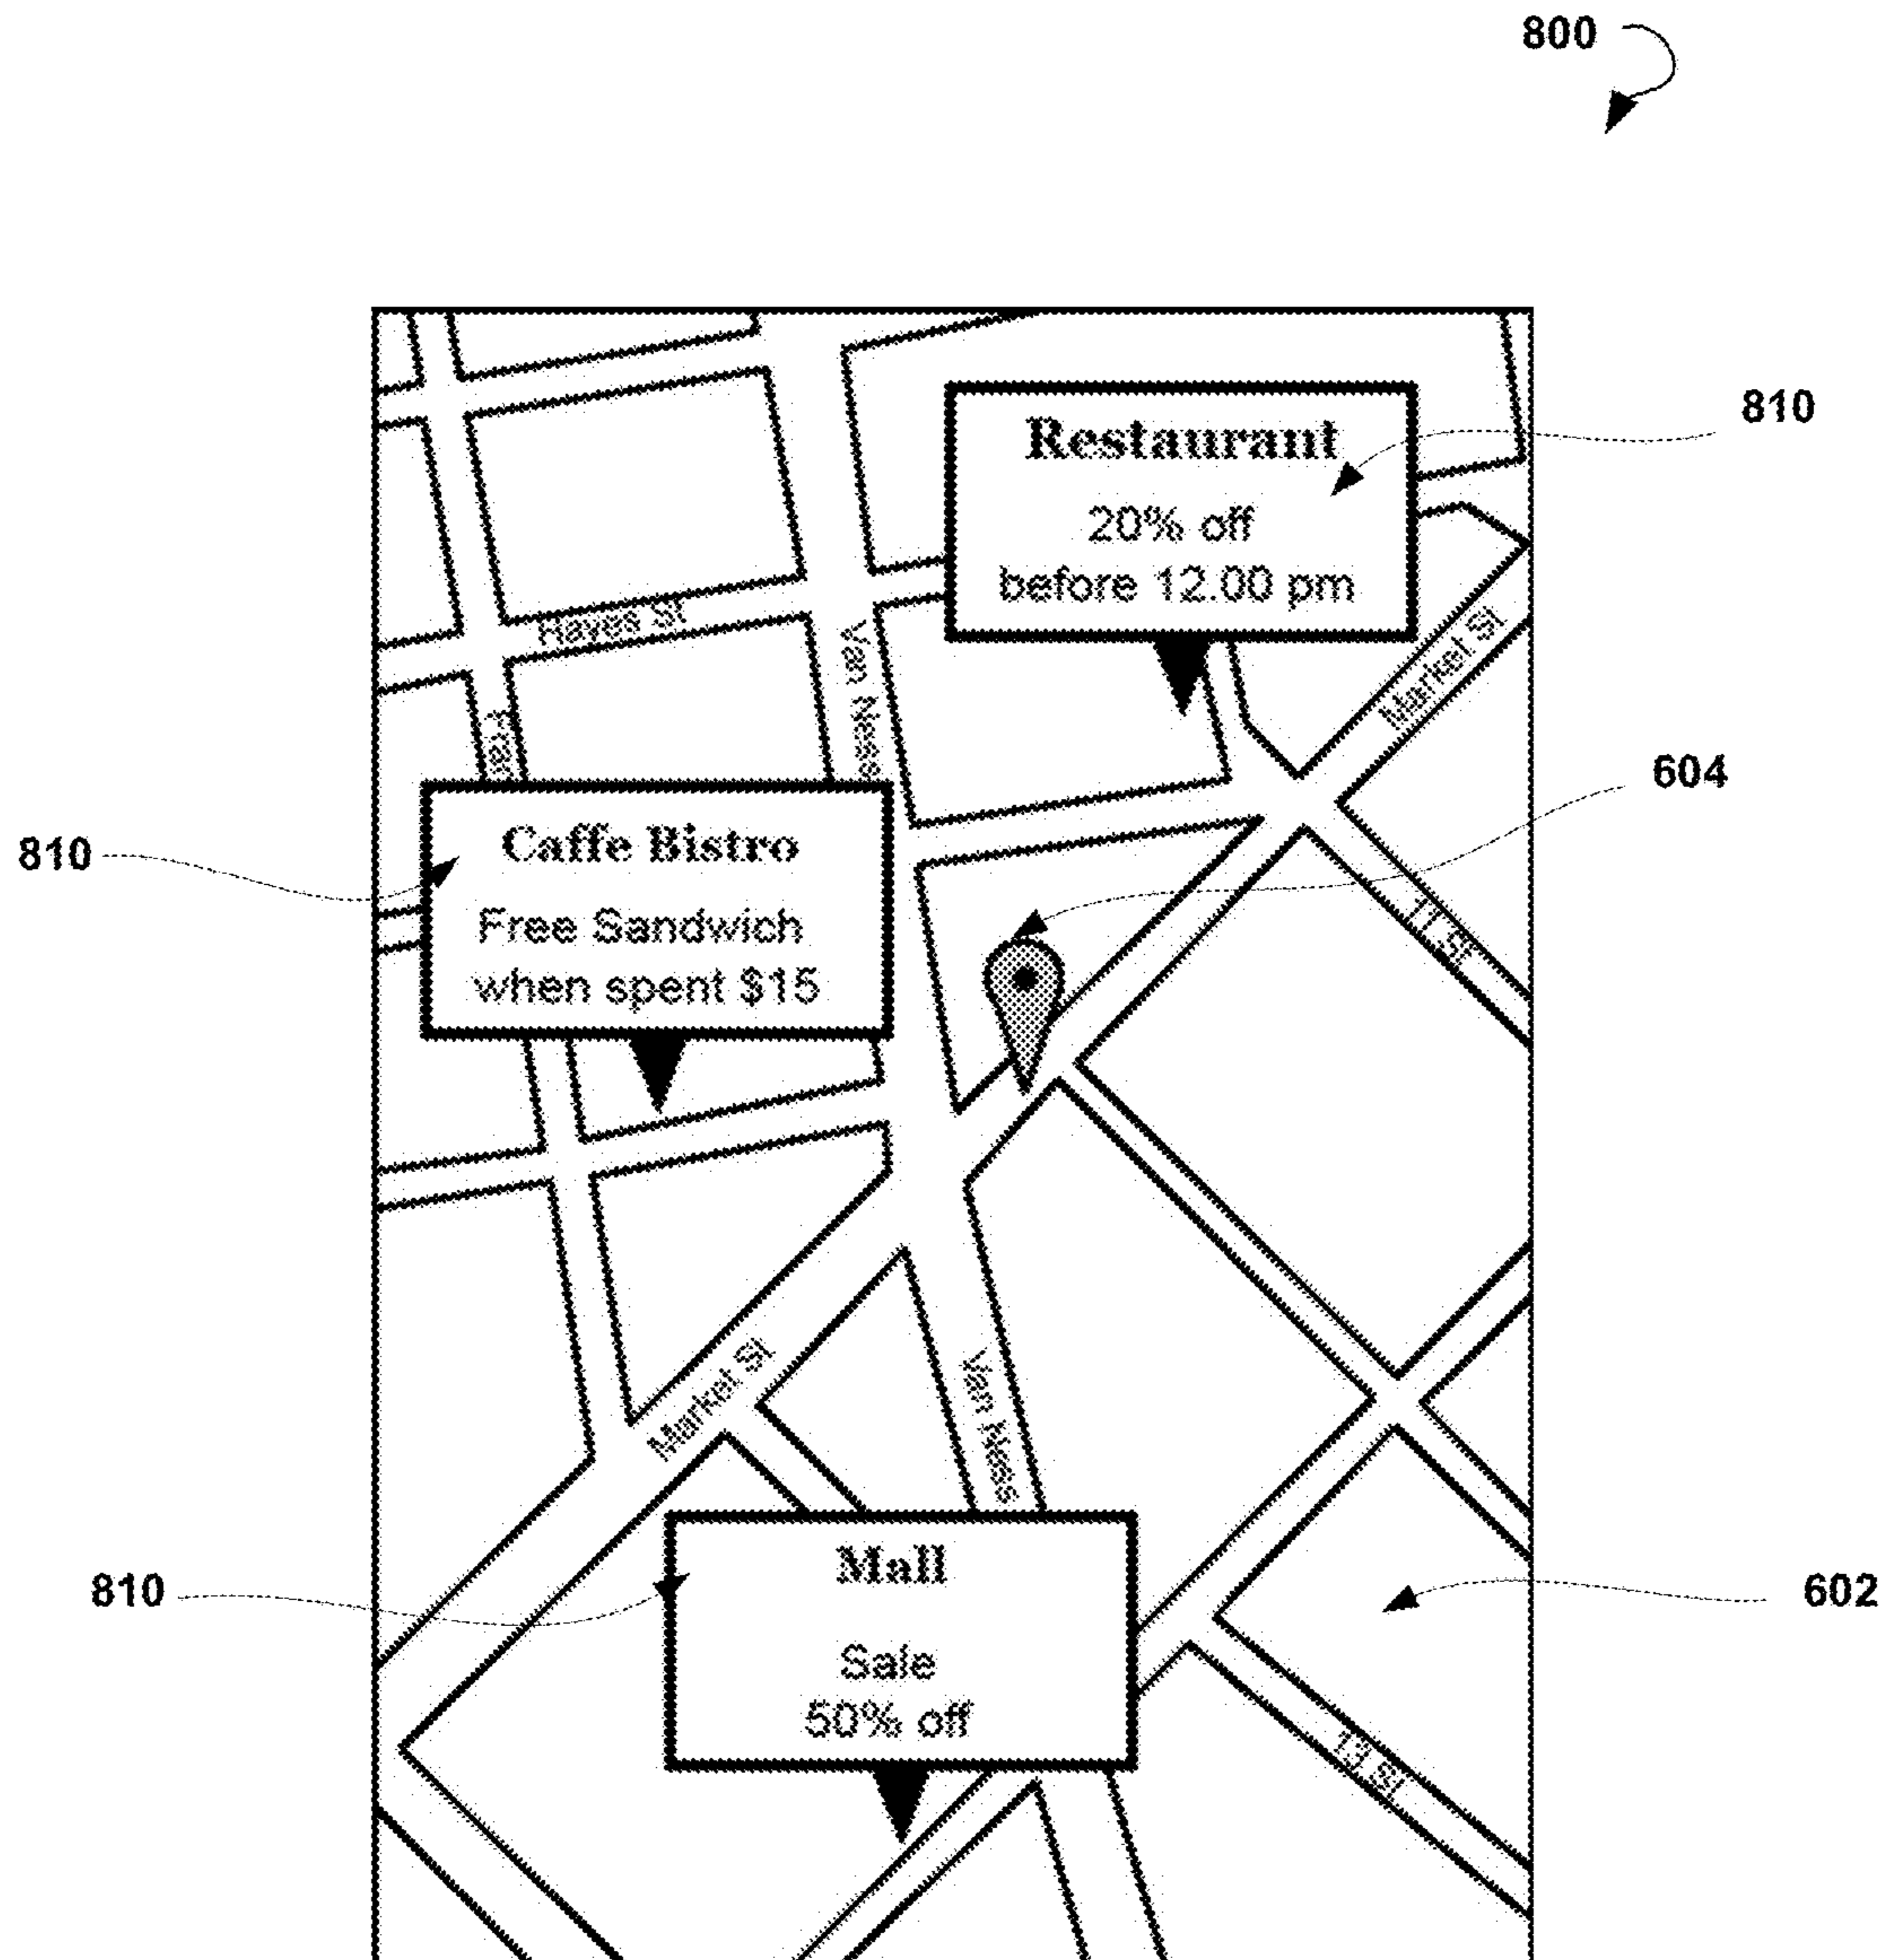 800
810
Restaurant
20% off
before 12.00 pm
Hayes St
Van Ness
Market St
604
810
Caffe Bistro
Free Sandwich
when spent $15
11 St
Market St
Van Ness
810
Mall
Sale
50% off
602
13 St